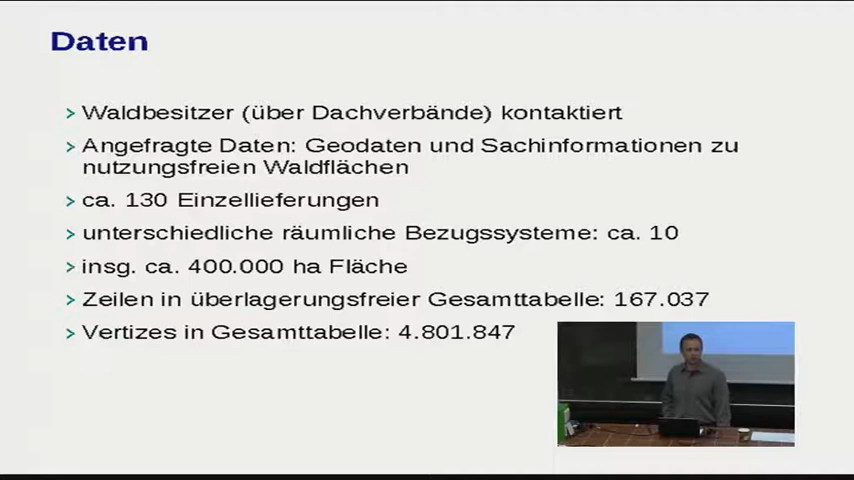 Daten
> Waldbesitzer (über Dachverbände) kontaktiert
> Angefragte Daten: Geodaten und Sachinformationen zu
nutzungsfreien Waldflächen
> ca. 130 Einzellieferungen
> unterschiedliche räumliche Bezugssysteme: ca. 10
> insg. ca. 400.000 ha Fläche
> Zeilen in überlagerungsfreier Gesamttabelle: 167.037
> Vertizes in Gesamttabelle: 4.801.847